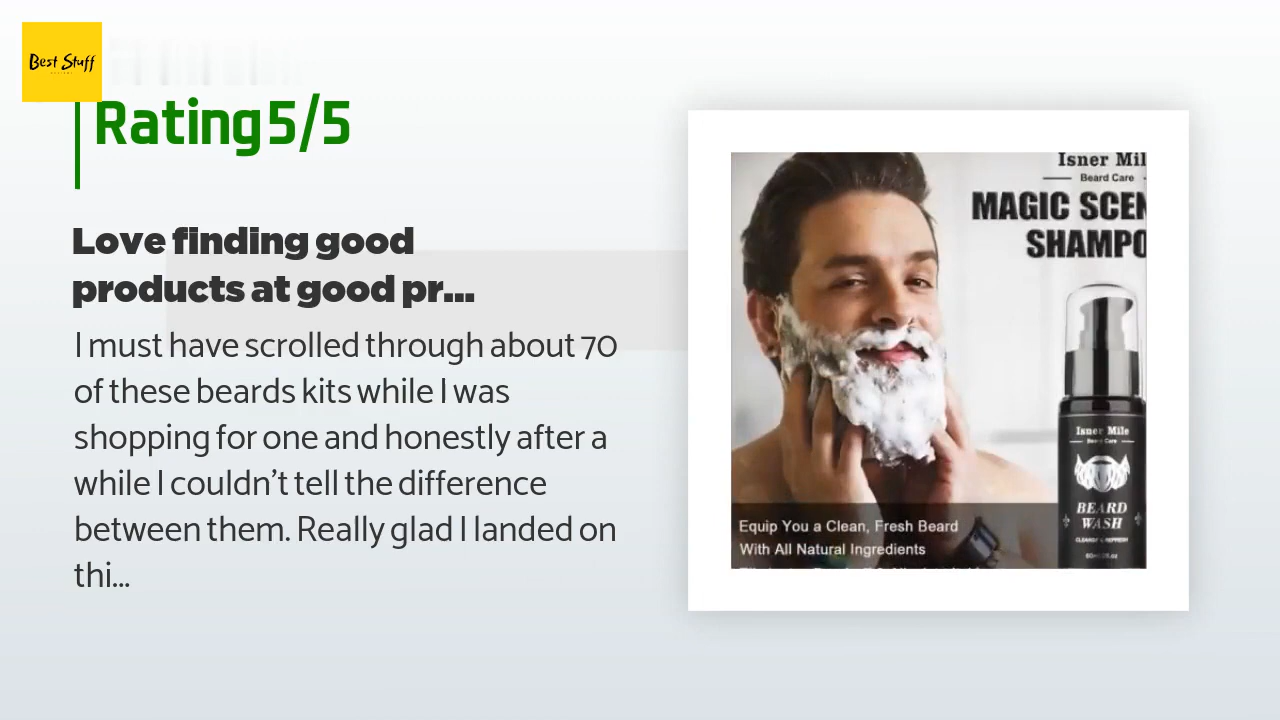 Best Stuff
Rating 5/5
Love finding good
products at good pr...
I must have scrolled through about 70
of these beards kits while I was
shopping for one and honestly after a
while I couldn't tell the difference
between them. Really glad I landed on
thi...
Isner Mil
Beard Care
MAGIC SCEN
SHAMPO
Isner Mile
Beard Care
BEARD
WASH
CLEANSE & REFRESH
Equip You a Clean, Fresh Beard
With All Natural Ingredients